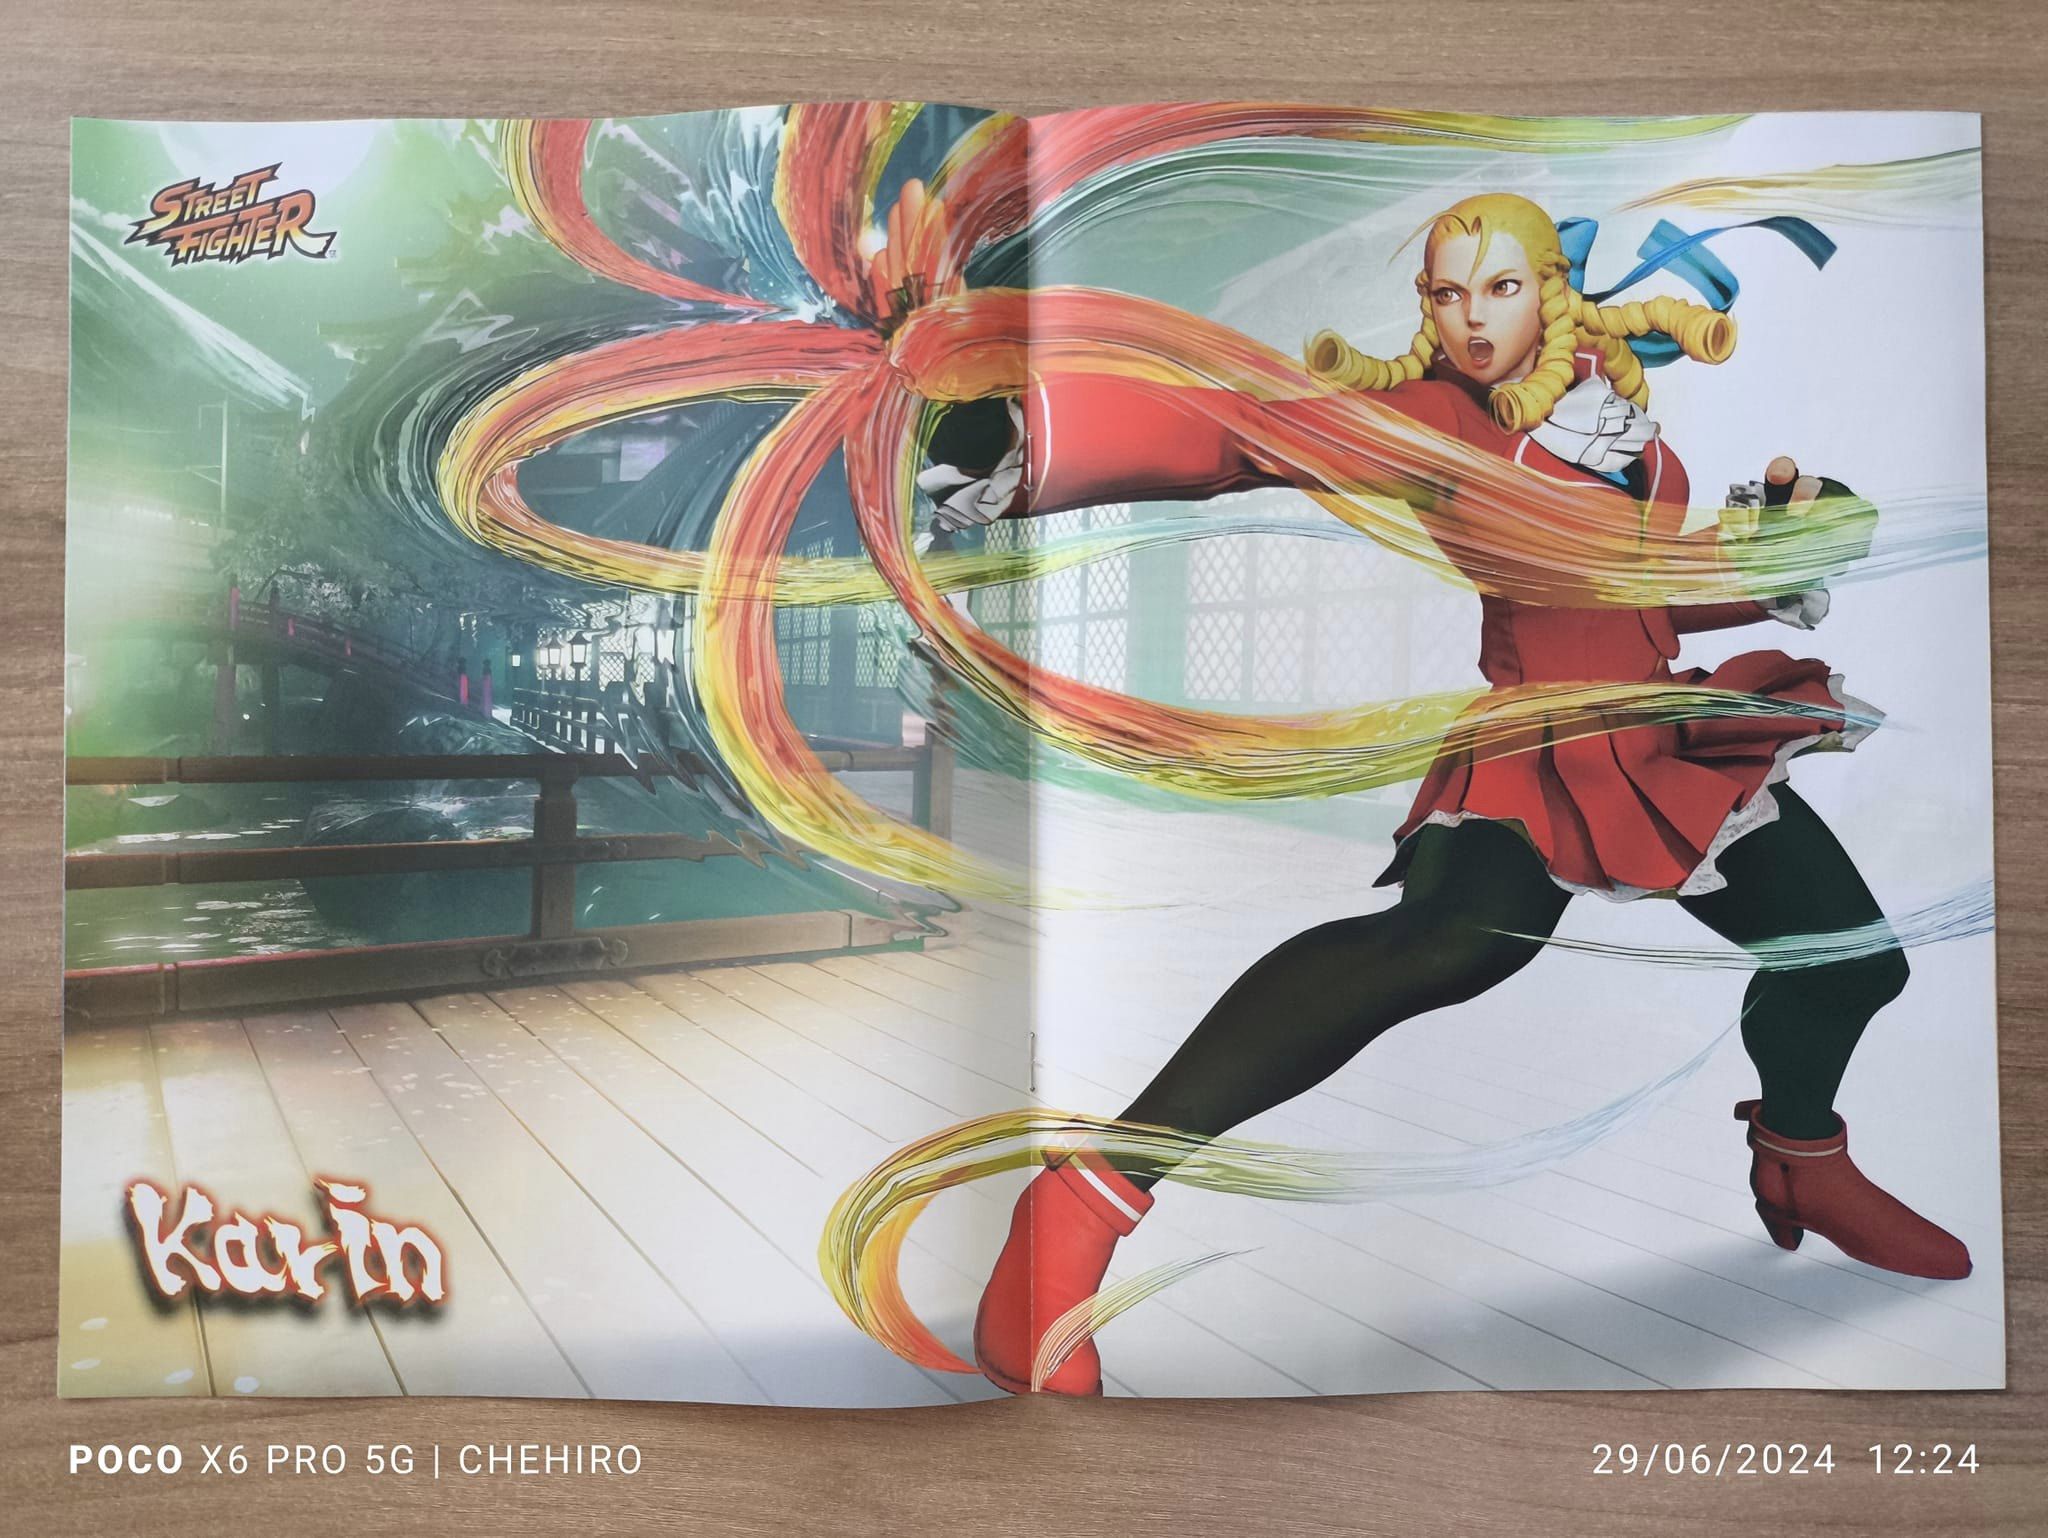 STREET
FIGHTER
Karin
POCO X6 PRO 5G | CHEHIRO
29/06/2024 12:24